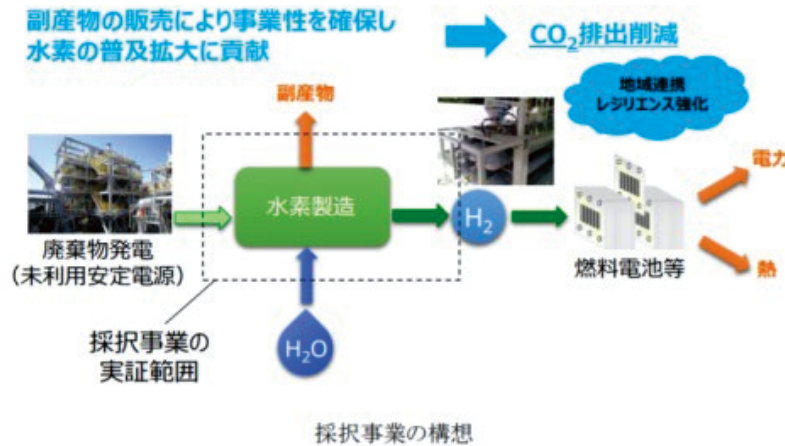 副産物の販売により事業性を確保し
水素の普及拡大に貢献
CO₂排出削減
地域連携
レジリエンス強化
副産物
電力
水素製造
H₂
廃棄物発電
(未利用安定電源)
燃料電池等
熱
採択事業の
実証範囲
H₂O
採択事業の構想